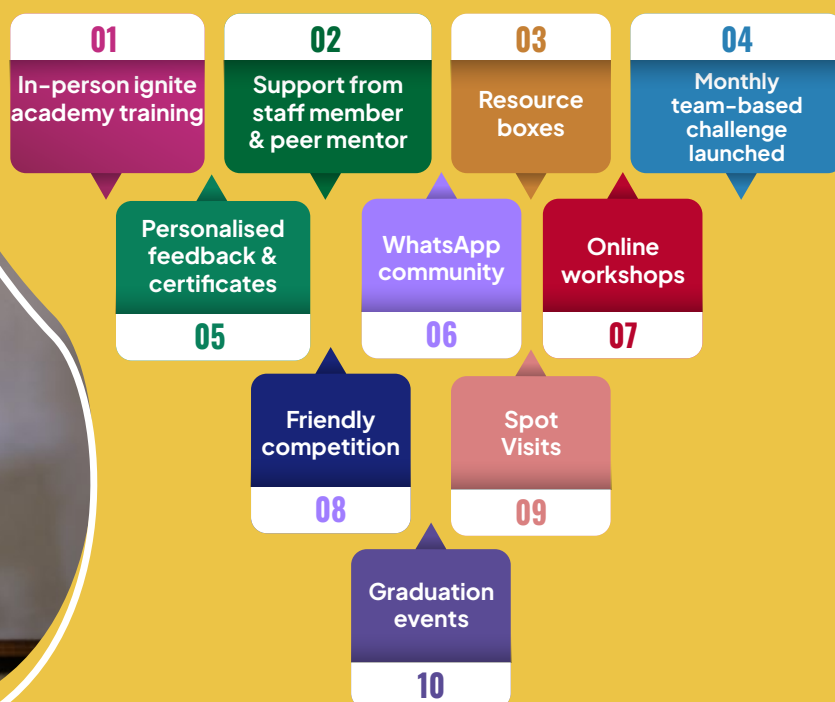 01
In-person ignite
academy training
02
Support from
staff member
& peer mentor
03
Resource
boxes
04
Monthly
team-based
challenge
launched
Personalised
feedback &
certificates
05
WhatsApp
community
06
Online
workshops
07
Friendly
competition
08
Spot
Visits
09
Graduation
events
10